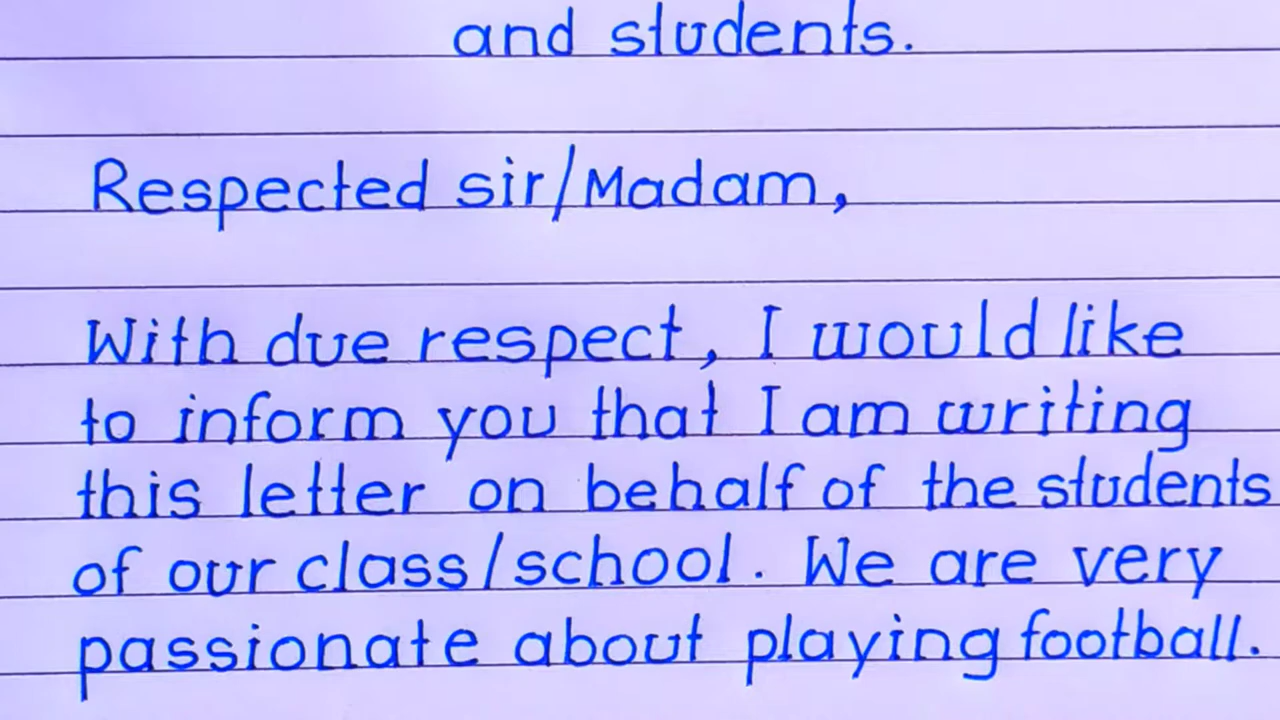 and students.
Respected sir/Madam,
With due respect, I would like
to inform you that I am writing
this letter on behalf of the students
of our class/school. We are very
passionate about playing football.